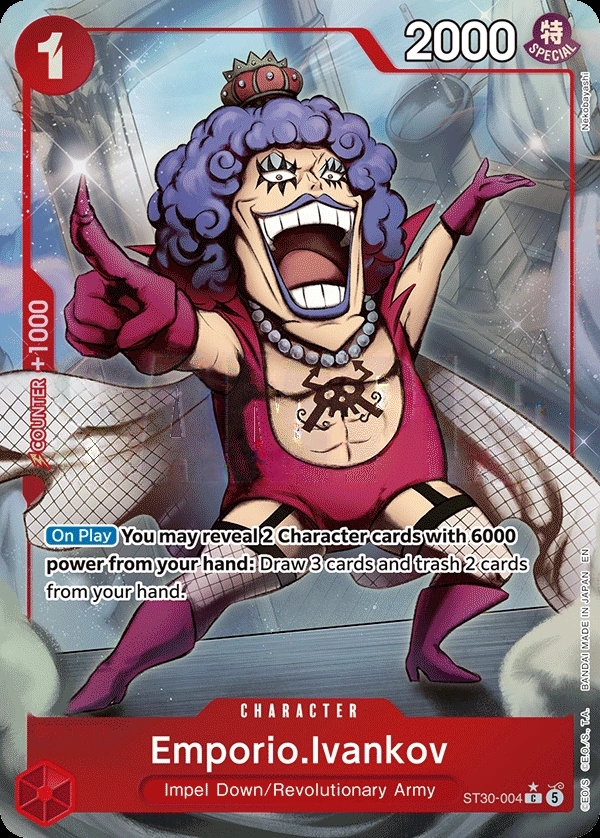 1
2000
特
SPECIAL
Nekobayashi
COUNTER +1000
On Play You may reveal 2 Character cards with 6000
power from your hand: Draw 3 cards and trash 2 cards
from your hand.
BANDAI MADE IN JAPAN EN
©ED/S ©E.O./S., T.A.
CHARACTER
Emporio.Ivankov
Impel Down/Revolutionary Army
ST30-004 C 5